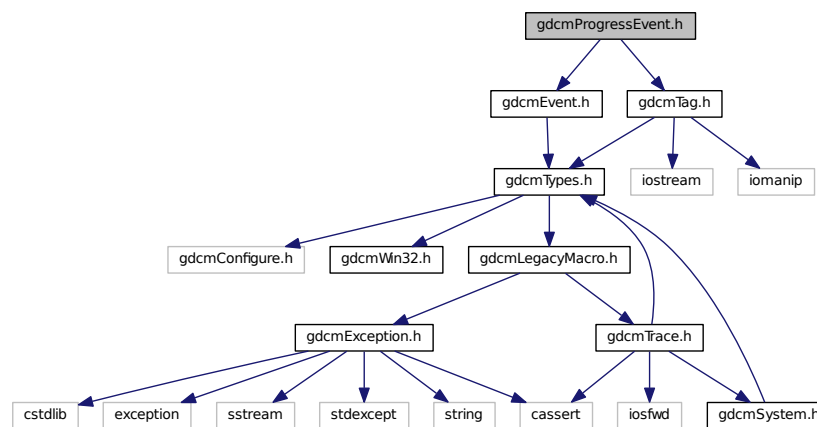 gdcmProgressEvent.h
gdcmEvent.h
gdcmTag.h
gdcmTypes.h
iostream
iomanip
gdcmConfigure.h
gdcmWin32.h
gdcmLegacyMacro.h
gdcmException.h
gdcmTrace.h
cstdlib
exception
sstream
stdexcept
string
cassert
iosfwd
gdcmSystem.h